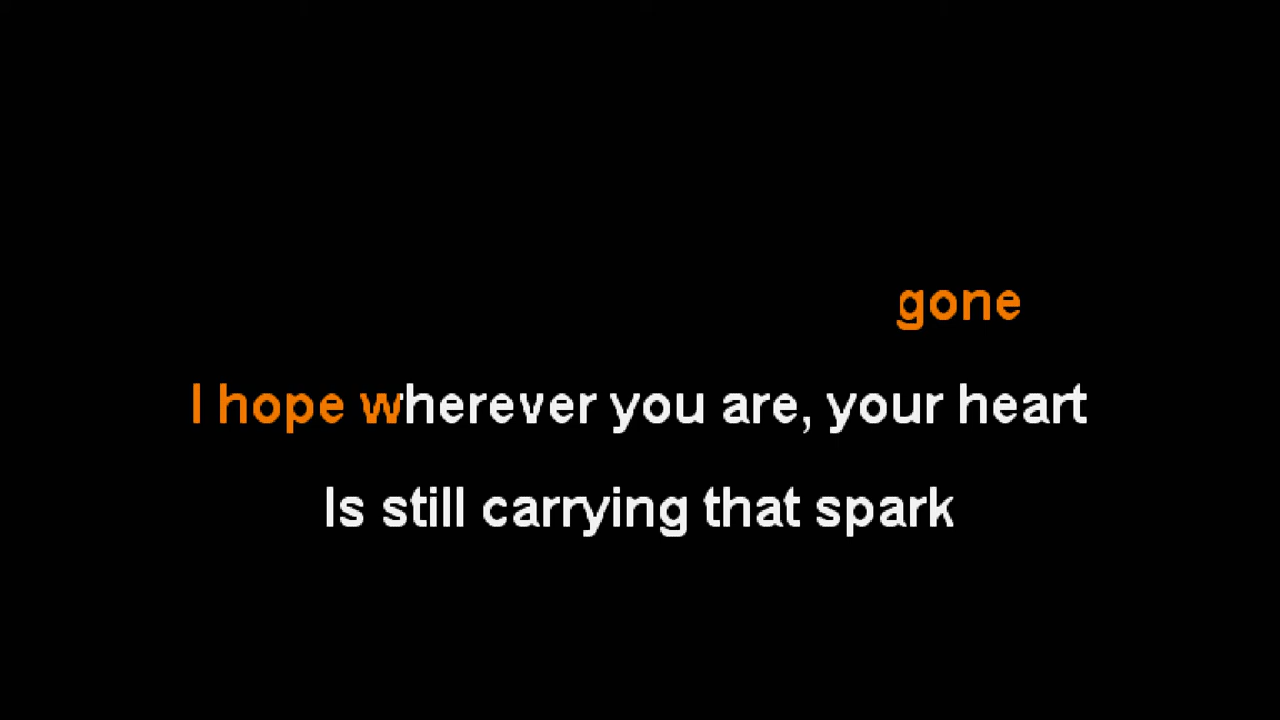 gone
I hope wherever you are, your heart
Is still carrying that spark